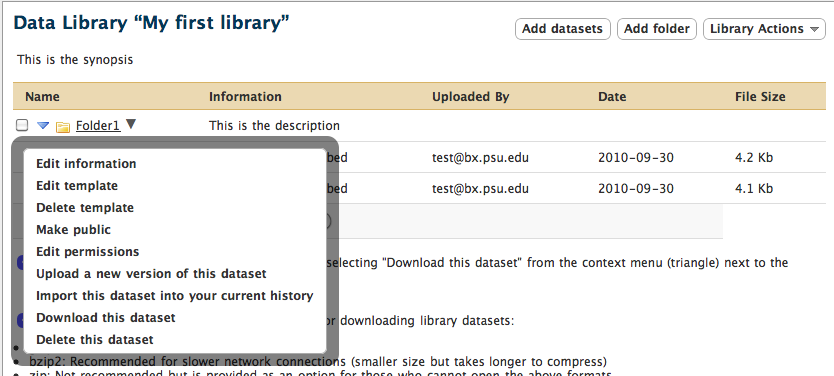 Data Library “My first library”
Add datasets Add folder Library Actions
This is the synopsis
Name Information Uploaded By Date File Size
Folder1 This is the description
bed test@bx.psu.edu 2010-09-30 4.2 Kb
bed test@bx.psu.edu 2010-09-30 4.1 Kb
Edit information
Edit template
Delete template
Make public
Edit permissions
Upload a new version of this dataset
Import this dataset into your current history
Download this dataset
Delete this dataset
)
selecting "Download this dataset" from the context menu (triangle) next to the
or downloading library datasets:
bzip2: Recommended for slower network connections (smaller size but takes longer to compress)
zip: Not recommended but is provided as an option for those who cannot open the above formats